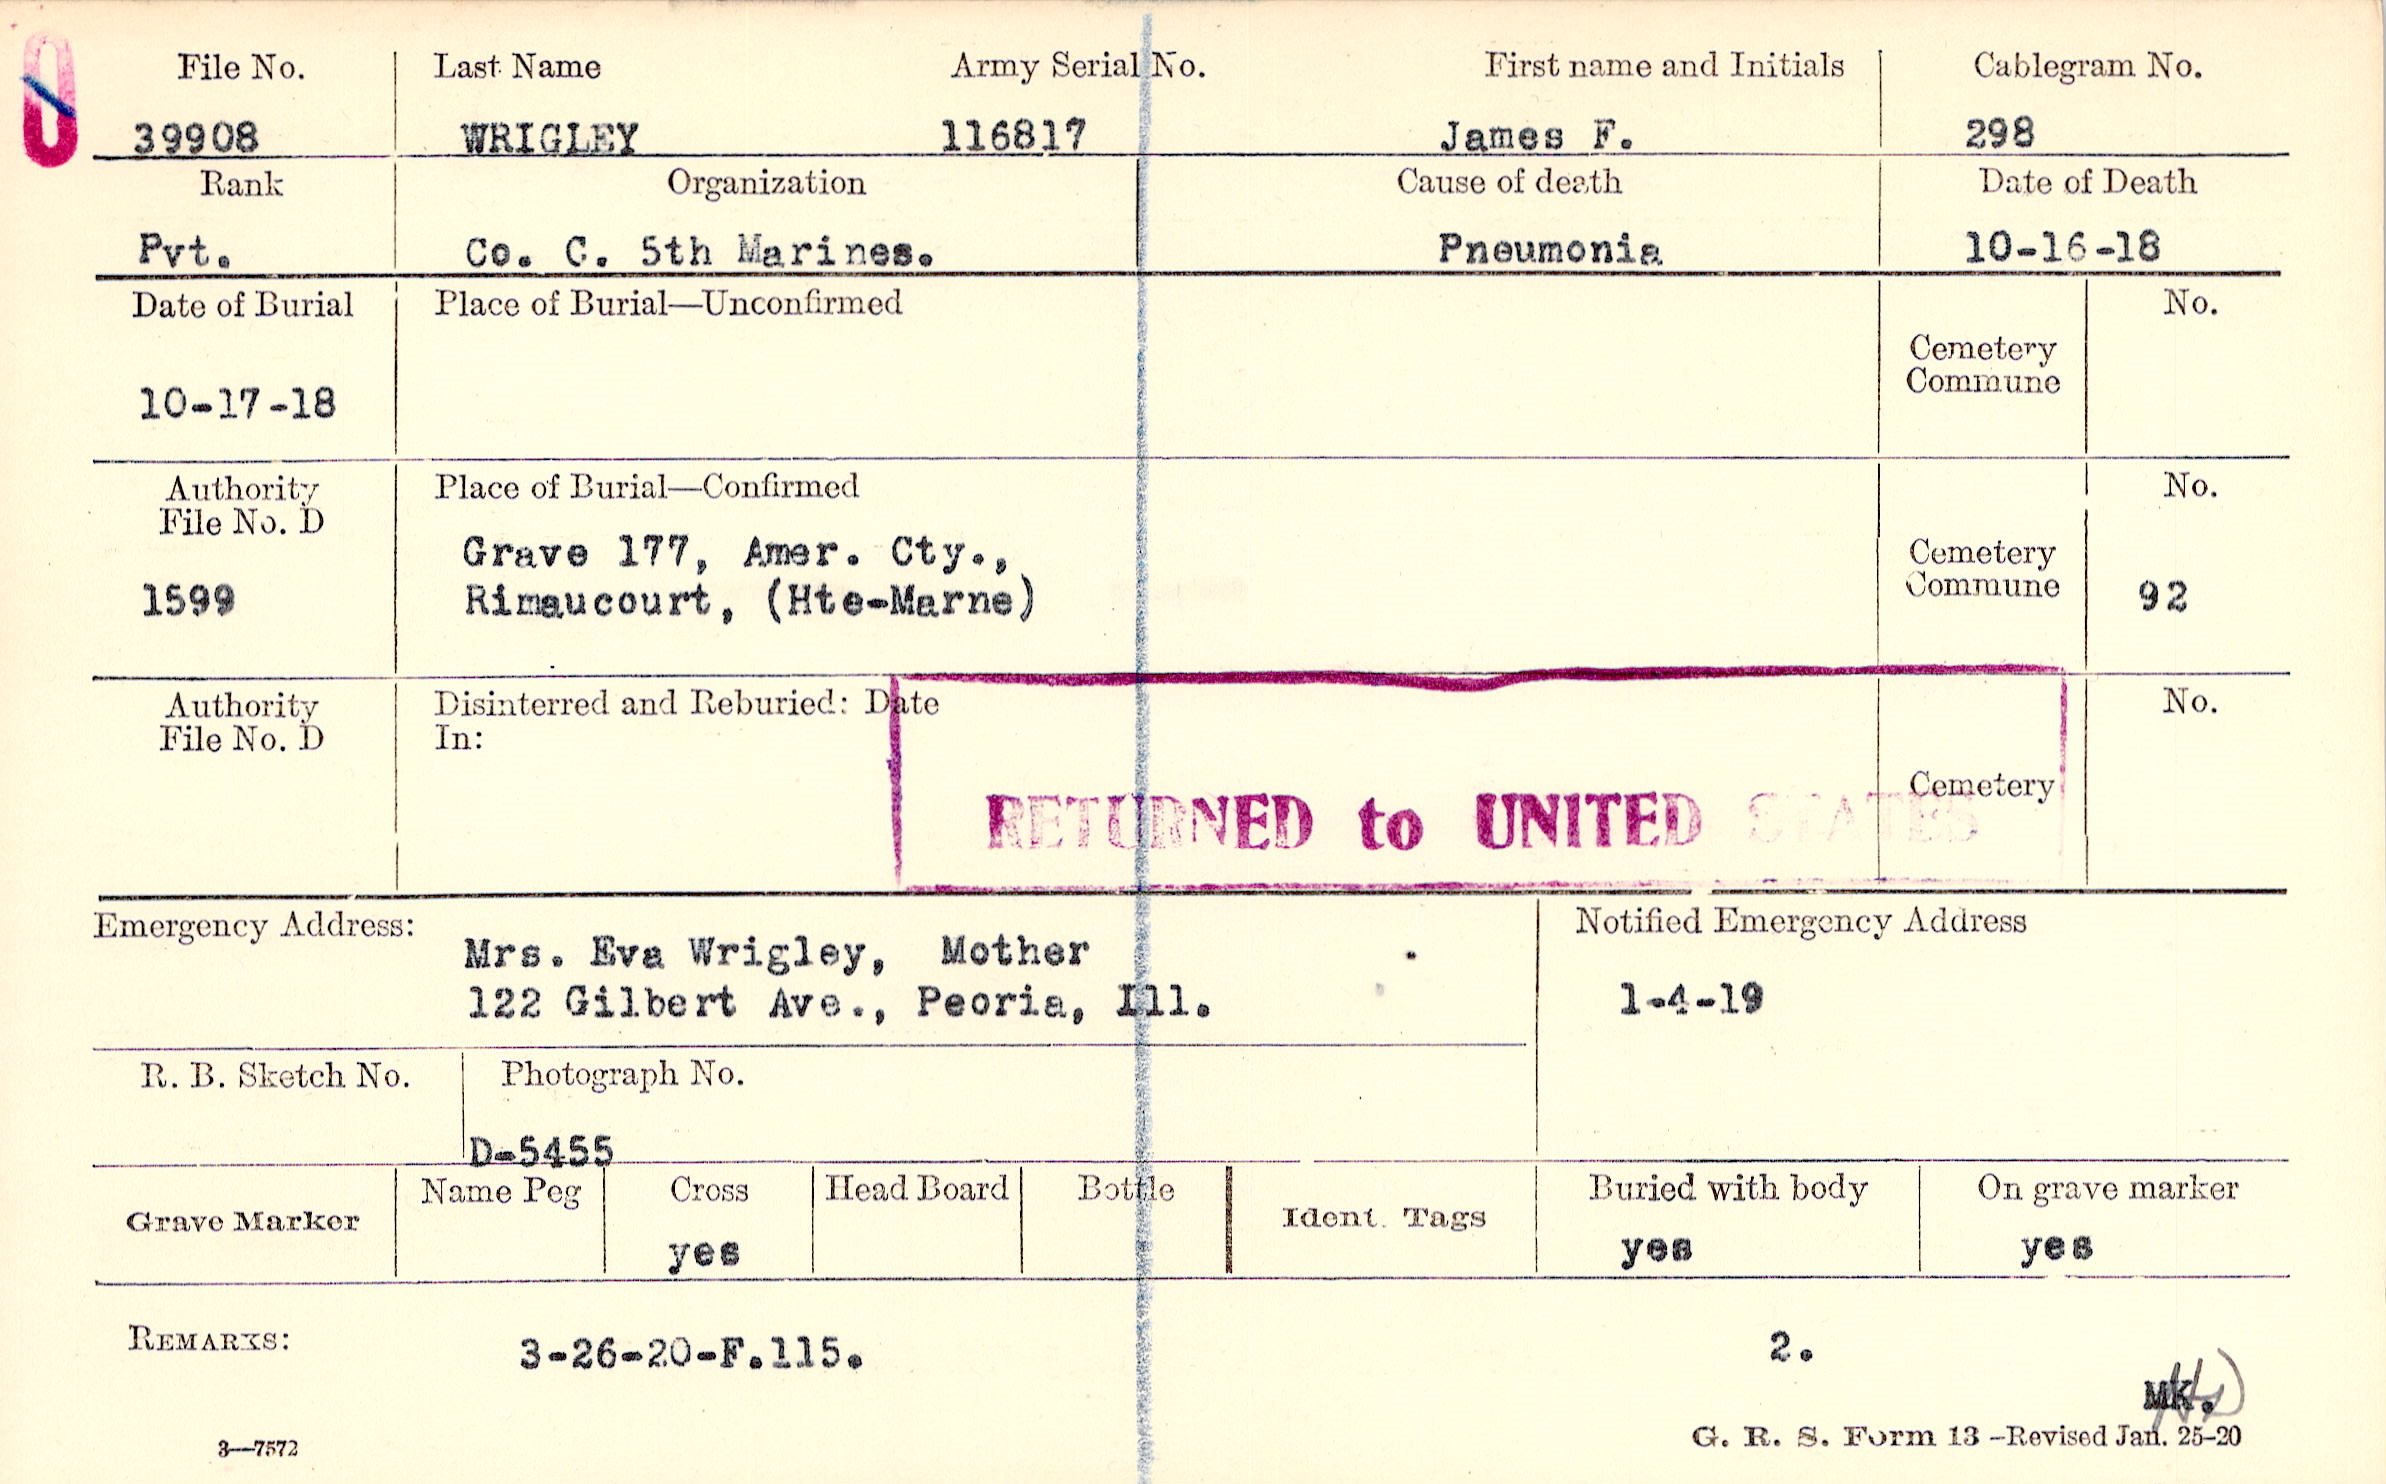 File No. Last Name Army Serial No. First name and Initials Cablegram No.
39908 WRIGLEY 116817 James F. 298
Rank Organization Cause of death Date of Death
Pvt. Co. C. 5th Marines. Pneumonia 10-16-18
Date of Burial Place of Burial—Unconfirmed No.
Cemetery
Commune
10-17-18
Authority Place of Burial—Confirmed No.
File No. D
Grave 177, Amer. Cty., Cemetery
1599 Rimaucourt, (Hte-Marne) Commune 92
Authority Disinterred and Reburied: Date No.
File No. D In:
Cemetery
RETURNED to UNITED STATES
Emergency Address: Notified Emergency Address
Mrs. Eva Wrigley, Mother
122 Gilbert Ave., Peoria, Ill. 1-4-19
R. B. Sketch No. Photograph No.
D-5455
Name Peg Cross Head Board Bottle Buried with body On grave marker
Grave Marker Ident. Tags
yes yes yes
REMARKS: 3-26-20-F.115. 2.
MK.
3—7572 G. R. S. Form 13—Revised Jan. 25-20